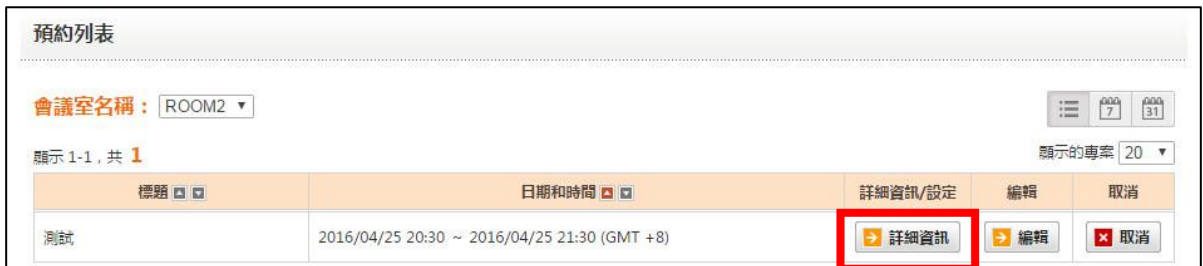 預約列表
會議室名稱： ROOM2
7 31
顯示 1-1 , 共 1
顯示的專案 20
標題 日期和時間 詳細資訊/設定 編輯 取消
測試 2016/04/25 20:30 ~ 2016/04/25 21:30 (GMT +8) 詳細資訊 編輯 取消